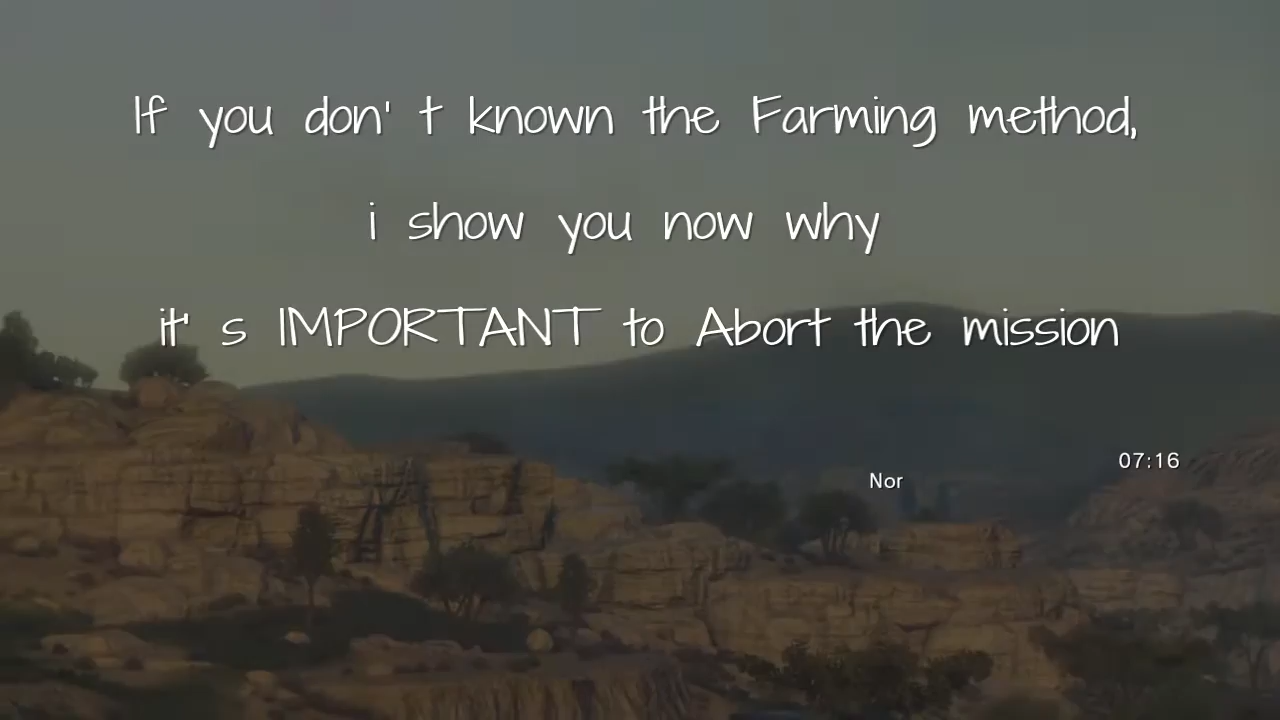 If you don' t known the Farming method,
i show you now why
it' s IMPORTANT to Abort the mission
07:16
Nor